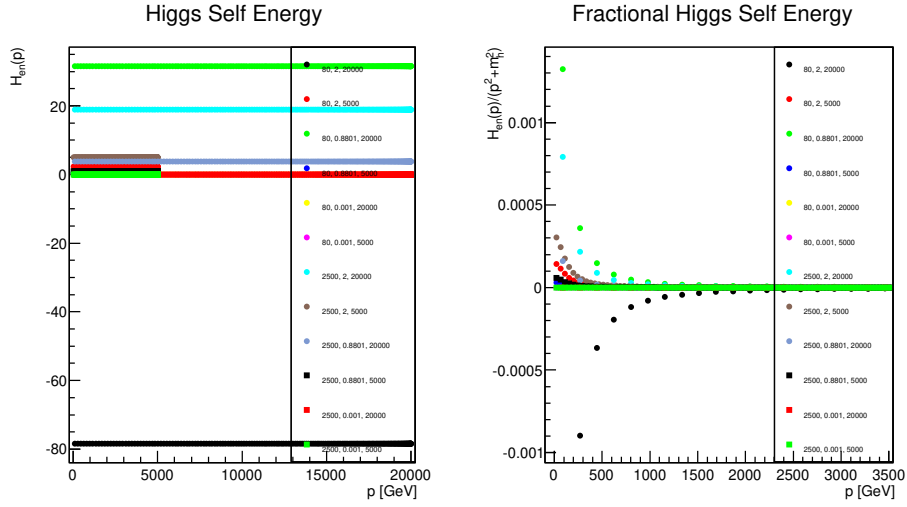 Higgs Self Energy
H_en(p)
20
0
-20
-40
-60
-80
0
5000
10000
15000
20000
p [GeV]
80, 2, 20000
80, 2, 5000
80, 0.8801, 20000
80, 0.8801, 5000
80, 0.001, 20000
80, 0.001, 5000
2500, 2, 20000
2500, 2, 5000
2500, 0.8801, 20000
2500, 0.8801, 5000
2500, 0.001, 20000
2500, 0.001, 5000
Fractional Higgs Self Energy
H_en(p)/(p²+m_h²)
0.001
0.0005
0
-0.0005
-0.001
0
500
1000
1500
2000
2500
3000
3500
p [GeV]
80, 2, 20000
80, 2, 5000
80, 0.8801, 20000
80, 0.8801, 5000
80, 0.001, 20000
80, 0.001, 5000
2500, 2, 20000
2500, 2, 5000
2500, 0.8801, 20000
2500, 0.8801, 5000
2500, 0.001, 20000
2500, 0.001, 5000